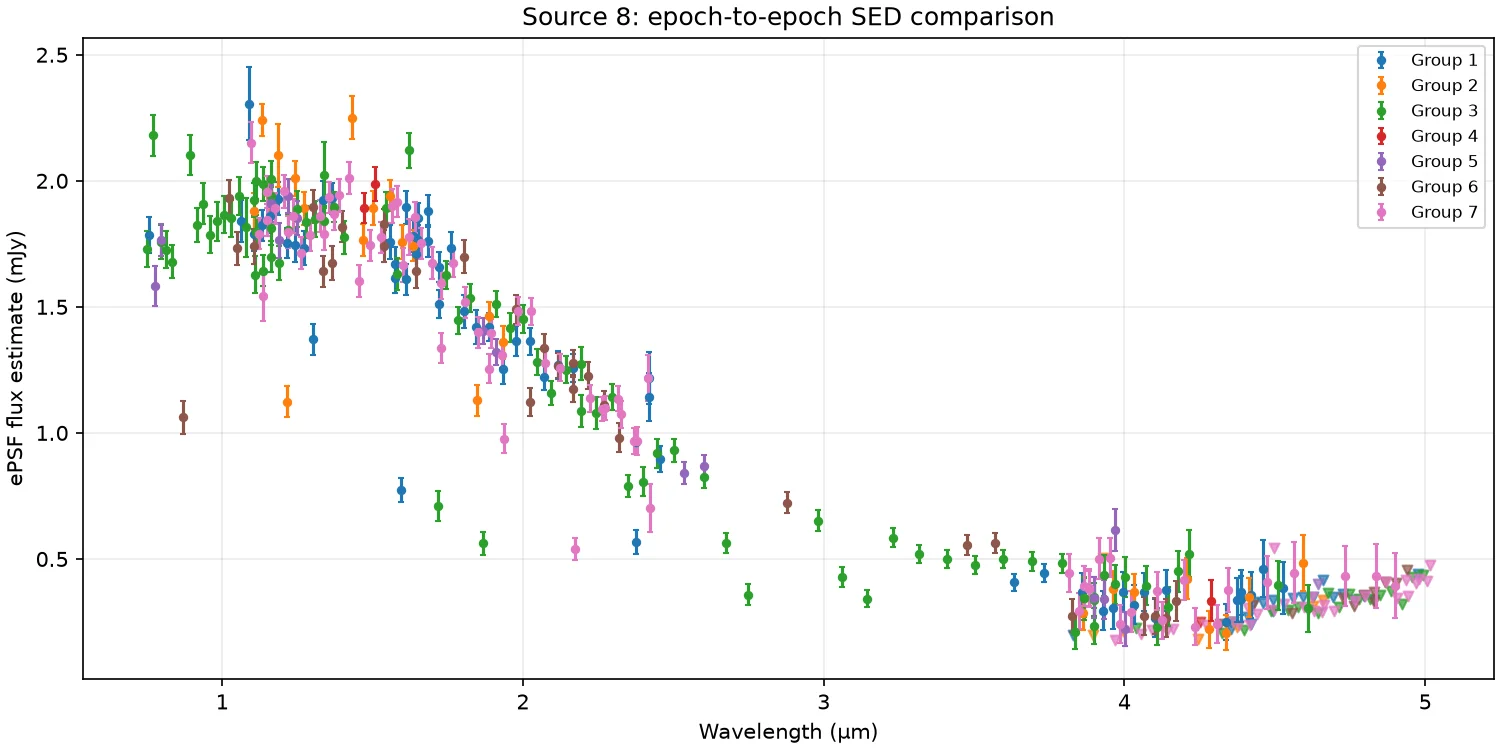 Source 8: epoch-to-epoch SED comparison
ePSF flux estimate (mJy)
2.5
2.0
1.5
1.0
0.5
Group 1
Group 2
Group 3
Group 4
Group 5
Group 6
Group 7
1 2 3 4 5
Wavelength (μm)